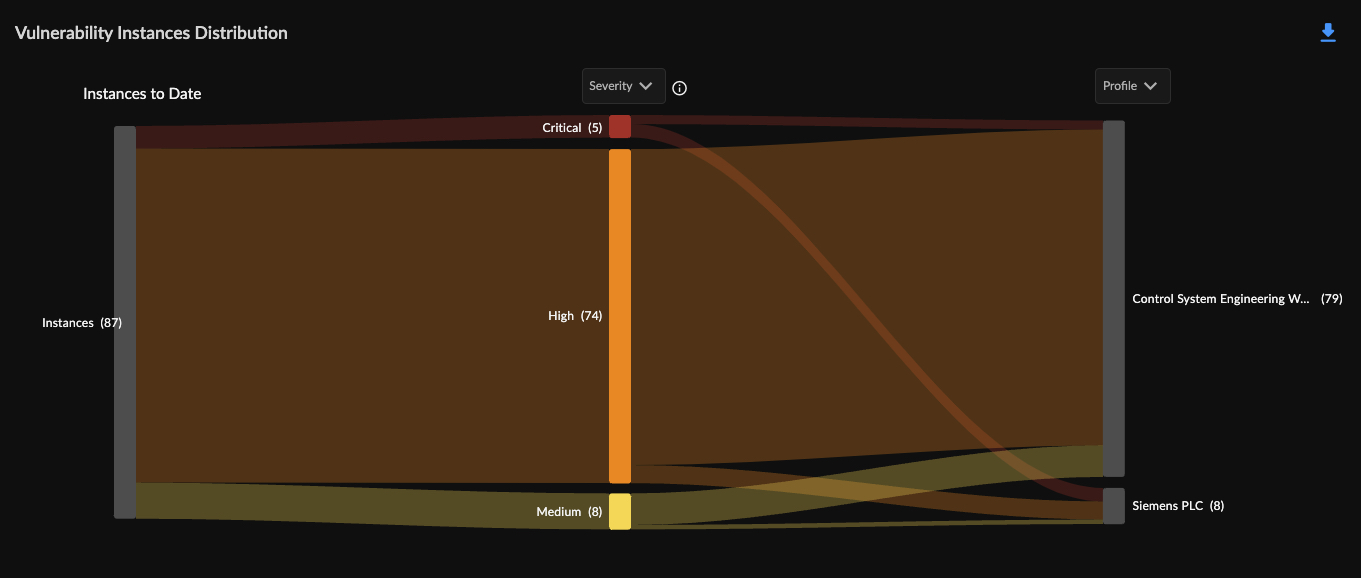 Vulnerability Instances Distribution
Instances to Date
Severity
Profile
Critical (5)
Control System Engineering W... (79)
High (74)
Instances (87)
Siemens PLC (8)
Medium (8)